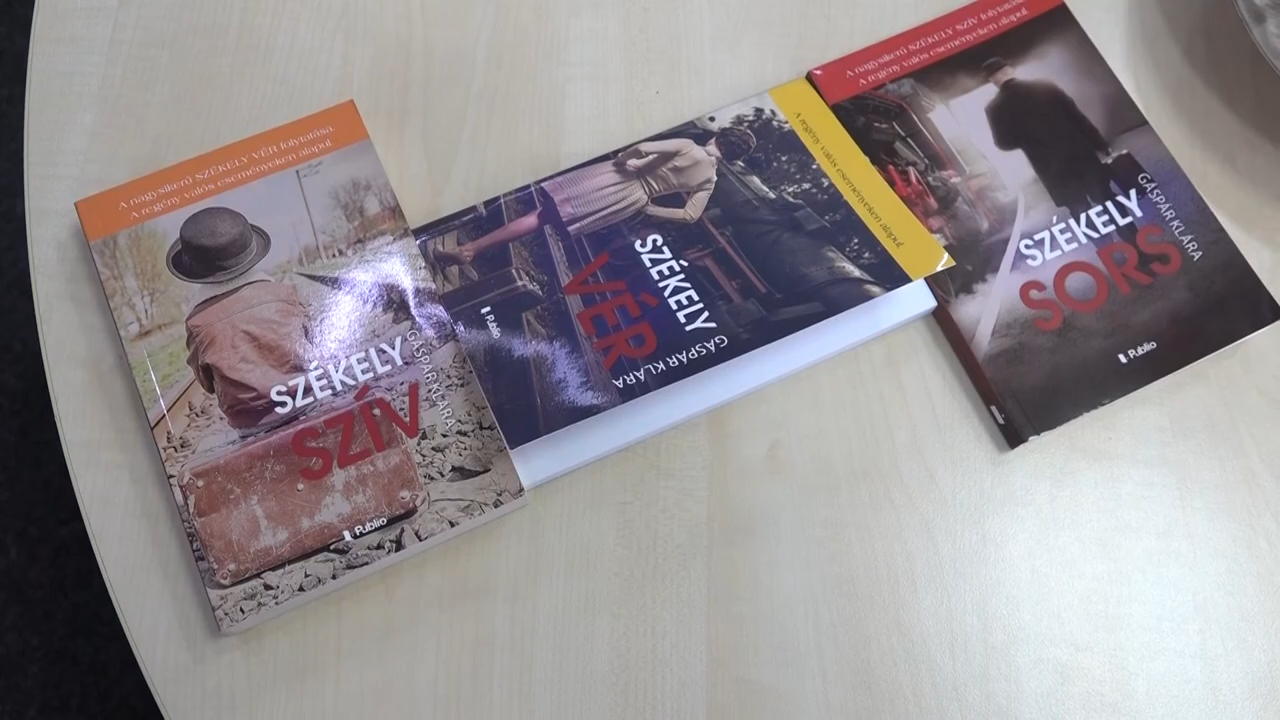 A nagysikerű SZÉKELY VÉR folytatása.
A regény valós eseményeken alapul.
SZÉKELY
SZÍV
GÁSPÁR KLÁRA
Publio
A regény valós eseményeken alapul.
SZÉKELY
VÉR
GÁSPÁR KLÁRA
Publio
A nagysikerű SZÉKELY SZÍV folytatása.
A regény valós eseményeken alapul.
SZÉKELY
SORS
GÁSPÁR KLÁRA
Publio